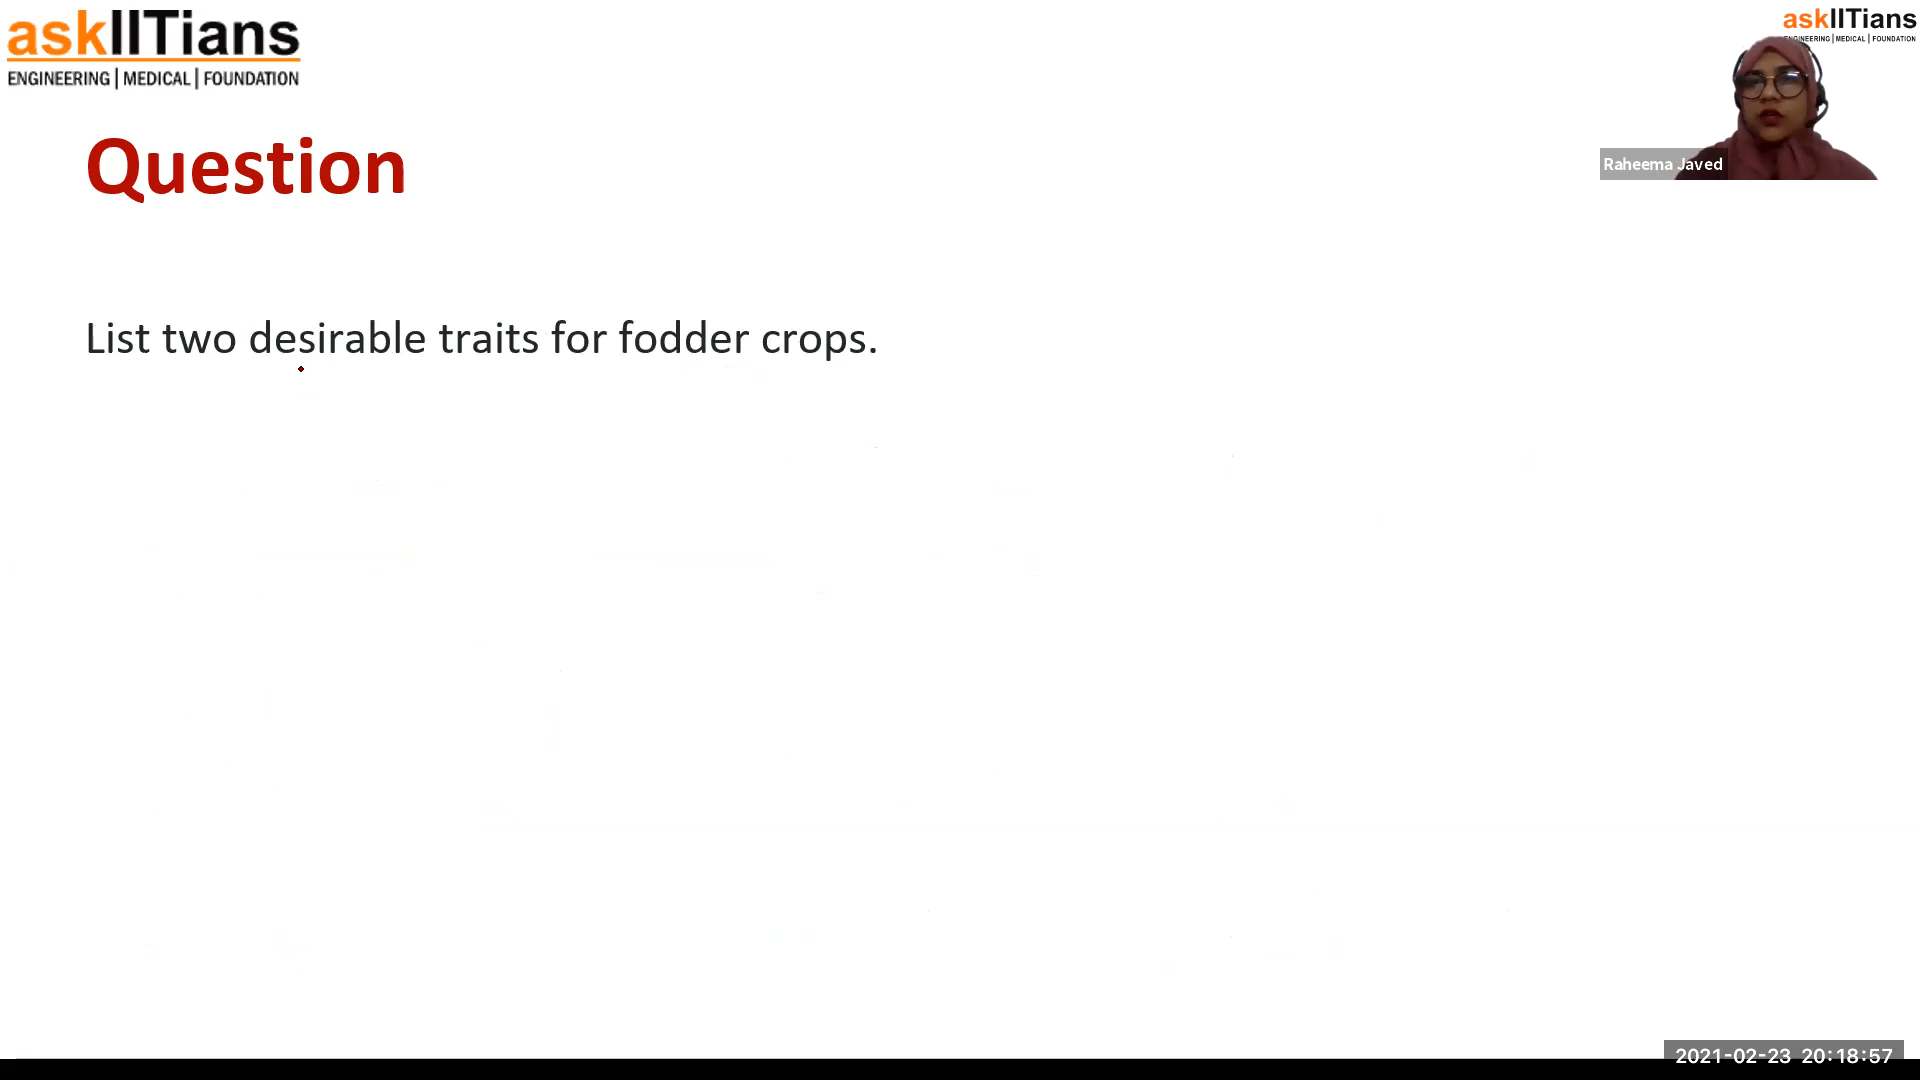 askIITians
ENGINEERING | MEDICAL | FOUNDATION
askIITians
ENGINEERING | MEDICAL | FOUNDATION
Raheema Javed
Question
List two desirable traits for fodder crops.
2021-02-23 20:18:57